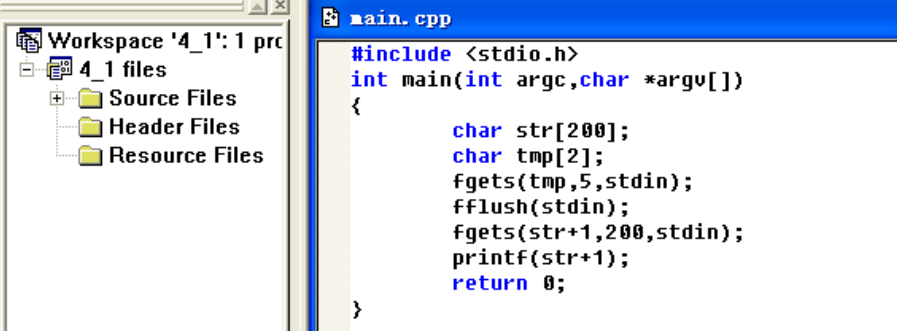 Workspace '4_1': 1 prc
4_1 files
Source Files
Header Files
Resource Files
main.cpp
#include <stdio.h>
int main(int argc,char *argv[])
{
char str[200];
char tmp[2];
fgets(tmp,5,stdin);
fflush(stdin);
fgets(str+1,200,stdin);
printf(str+1);
return 0;
}